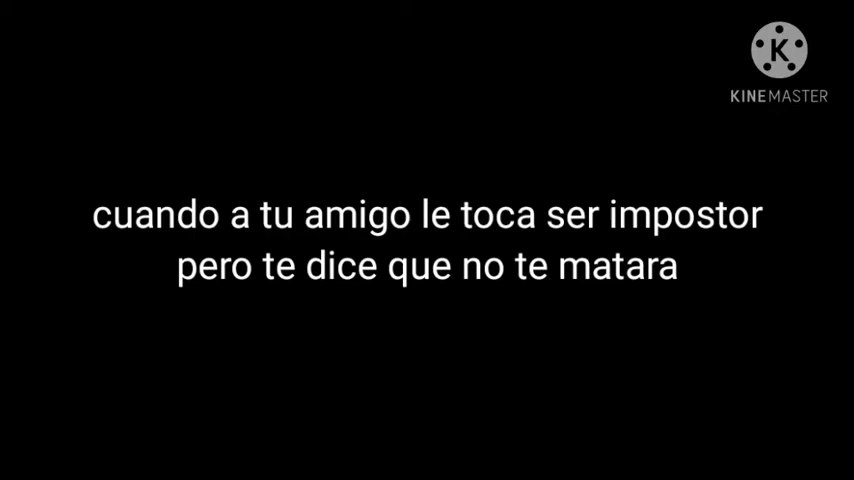 K
KINEMASTER
cuando a tu amigo le toca ser impostor
pero te dice que no te matara